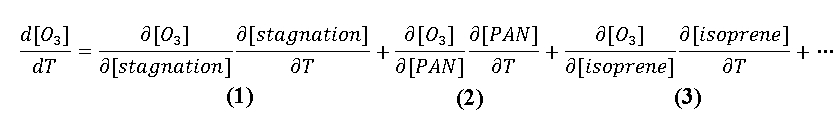 d[O₃]/dT = ∂[O₃]/∂[stagnation] ∂[stagnation]/∂T + ∂[O₃]/∂[PAN] ∂[PAN]/∂T + ∂[O₃]/∂[isoprene] ∂[isoprene]/∂T + ⋯
(1) (2) (3)